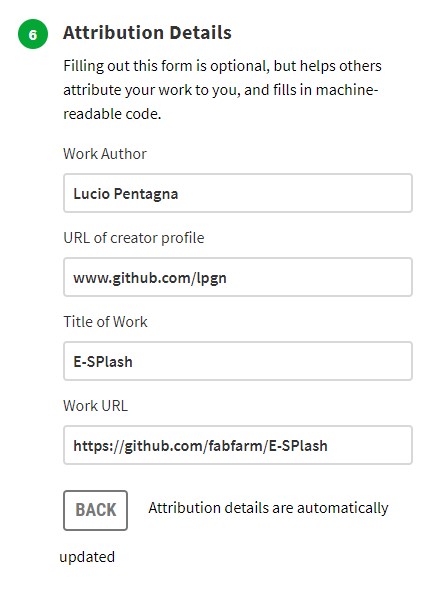 6 Attribution Details
Filling out this form is optional, but helps others
attribute your work to you, and fills in machine-
readable code.
Work Author
Lucio Pentagna
URL of creator profile
www.github.com/lpgn
Title of Work
E-SPlash
Work URL
https://github.com/fabfarm/E-SPlash
BACK Attribution details are automatically
updated